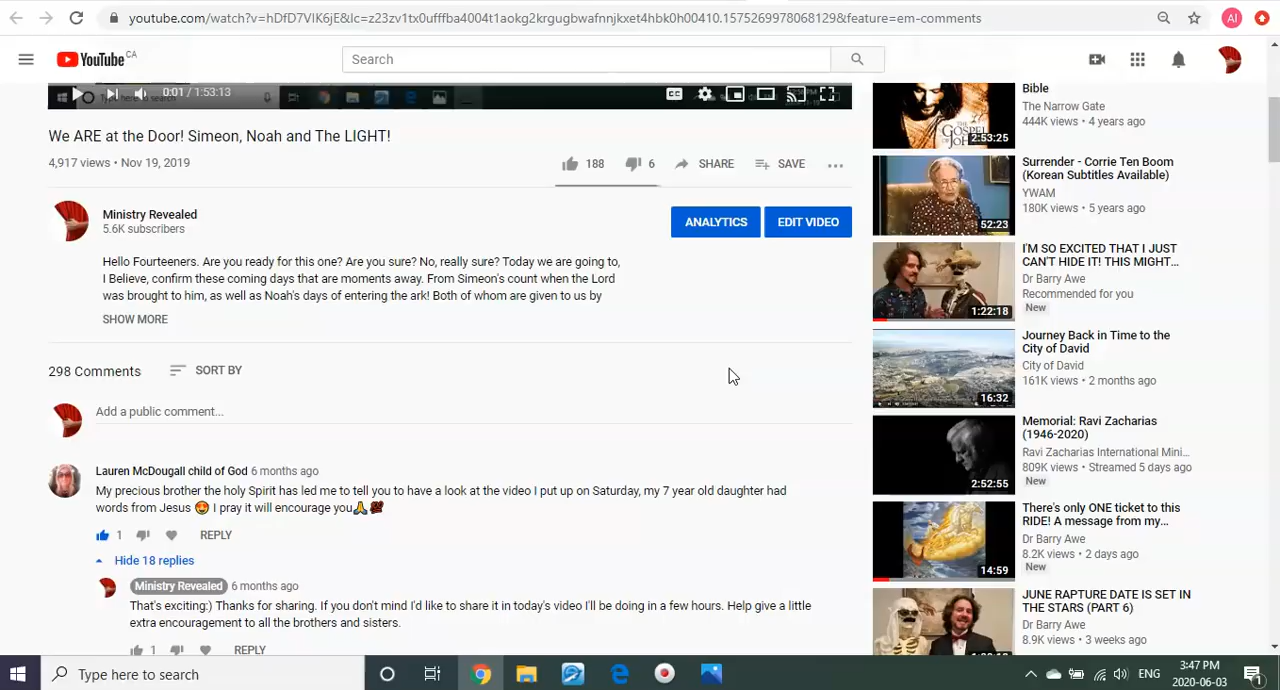 youtube.com/watch?v=hDfD7VIK6jE&lc=z23zv1tx0ufffba4004t1aokg2krgugbwafnnjkxet4hbk0h00410.1575269978068129&feature=em-comments
AI
YouTube CA
Search
0:01 / 1:53:13
We ARE at the Door! Simeon, Noah and The LIGHT!
4,917 views • Nov 19, 2019
188
6
SHARE
SAVE
Ministry Revealed
5.6K subscribers
ANALYTICS
EDIT VIDEO
Hello Fourteeners. Are you ready for this one? Are you sure? No, really sure? Today we are going to,
I Believe, confirm these coming days that are moments away. From Simeon's count when the Lord
was brought to him, as well as Noah's days of entering the ark! Both of whom are given to us by
SHOW MORE
298 Comments
SORT BY
Add a public comment...
Lauren McDougall child of God 6 months ago
My precious brother the holy Spirit has led me to tell you to have a look at the video I put up on Saturday, my 7 year old daughter had
words from Jesus 🤩 I pray it will encourage you🙏
1
REPLY
Hide 18 replies
Ministry Revealed 6 months ago
That's exciting:) Thanks for sharing. If you don't mind I'd like to share it in today's video I'll be doing in a few hours. Help give a little
extra encouragement to all the brothers and sisters.
1
REPLY
THE GOSPEL
OF JOHN
2:53:25
Bible
The Narrow Gate
444K views • 4 years ago
52:23
Surrender - Corrie Ten Boom
(Korean Subtitles Available)
YWAM
180K views • 5 years ago
1:22:18
I'M SO EXCITED THAT I JUST
CAN'T HIDE IT! THIS MIGHT...
Dr Barry Awe
Recommended for you
New
16:32
Journey Back in Time to the
City of David
City of David
161K views • 2 months ago
2:52:55
Memorial: Ravi Zacharias
(1946-2020)
Ravi Zacharias International Mini...
809K views • Streamed 5 days ago
New
14:59
There's only ONE ticket to this
RIDE! A message from my...
Dr Barry Awe
8.2K views • 2 days ago
New
JUNE RAPTURE DATE IS SET IN
THE STARS (PART 6)
Dr Barry Awe
8.9K views • 3 weeks ago
Type here to search
ENG
3:47 PM
2020-06-03
1